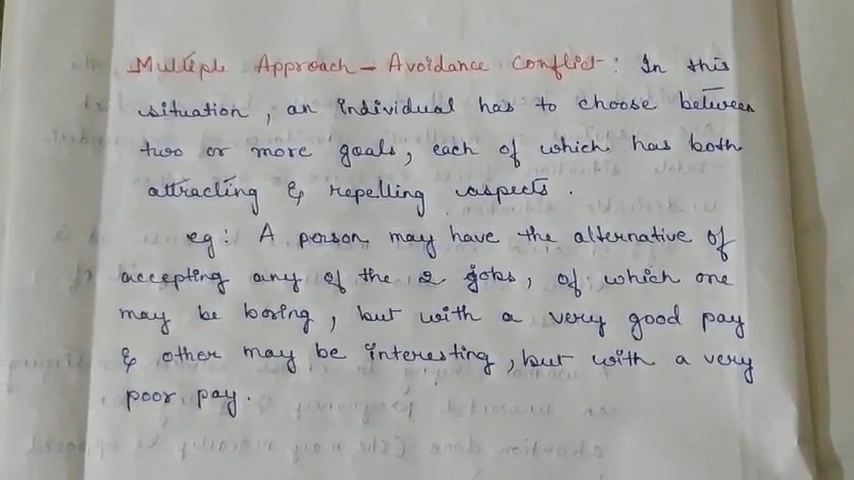 Multiple Approach - Avoidance Conflict : In this
situation, an individual has to choose between
two or more goals, each of which has both
attracting & repelling aspects.
eg: A person may have the alternative of
accepting any of the 2 jobs, of which one
may be boring, but with a very good pay
& other may be interesting, but with a very
poor pay.